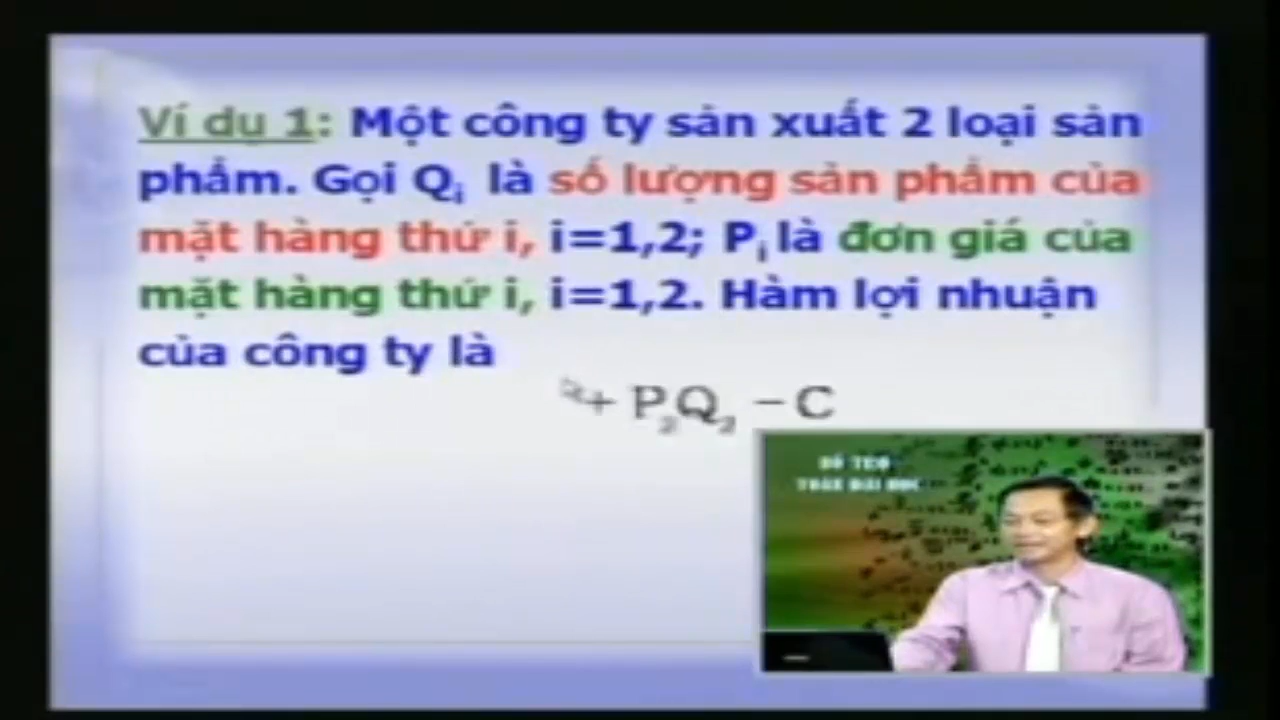 Ví dụ 1: Một công ty sản xuất 2 loại sản
phẩm. Gọi Qi là số lượng sản phẩm của
mặt hàng thứ i, i=1,2; Pi là đơn giá của
mặt hàng thứ i, i=1,2. Hàm lợi nhuận
của công ty là
+ P2Q2 − C
BỔ TRỢ